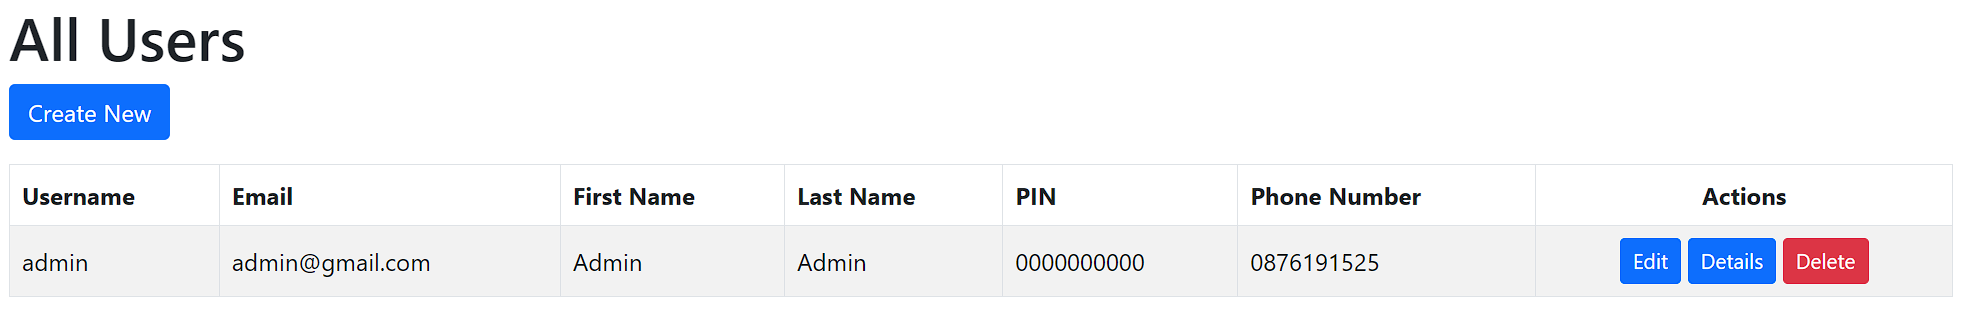 All Users
Create New
Username Email First Name Last Name PIN Phone Number Actions
admin admin@gmail.com Admin Admin 0000000000 0876191525 Edit Details Delete